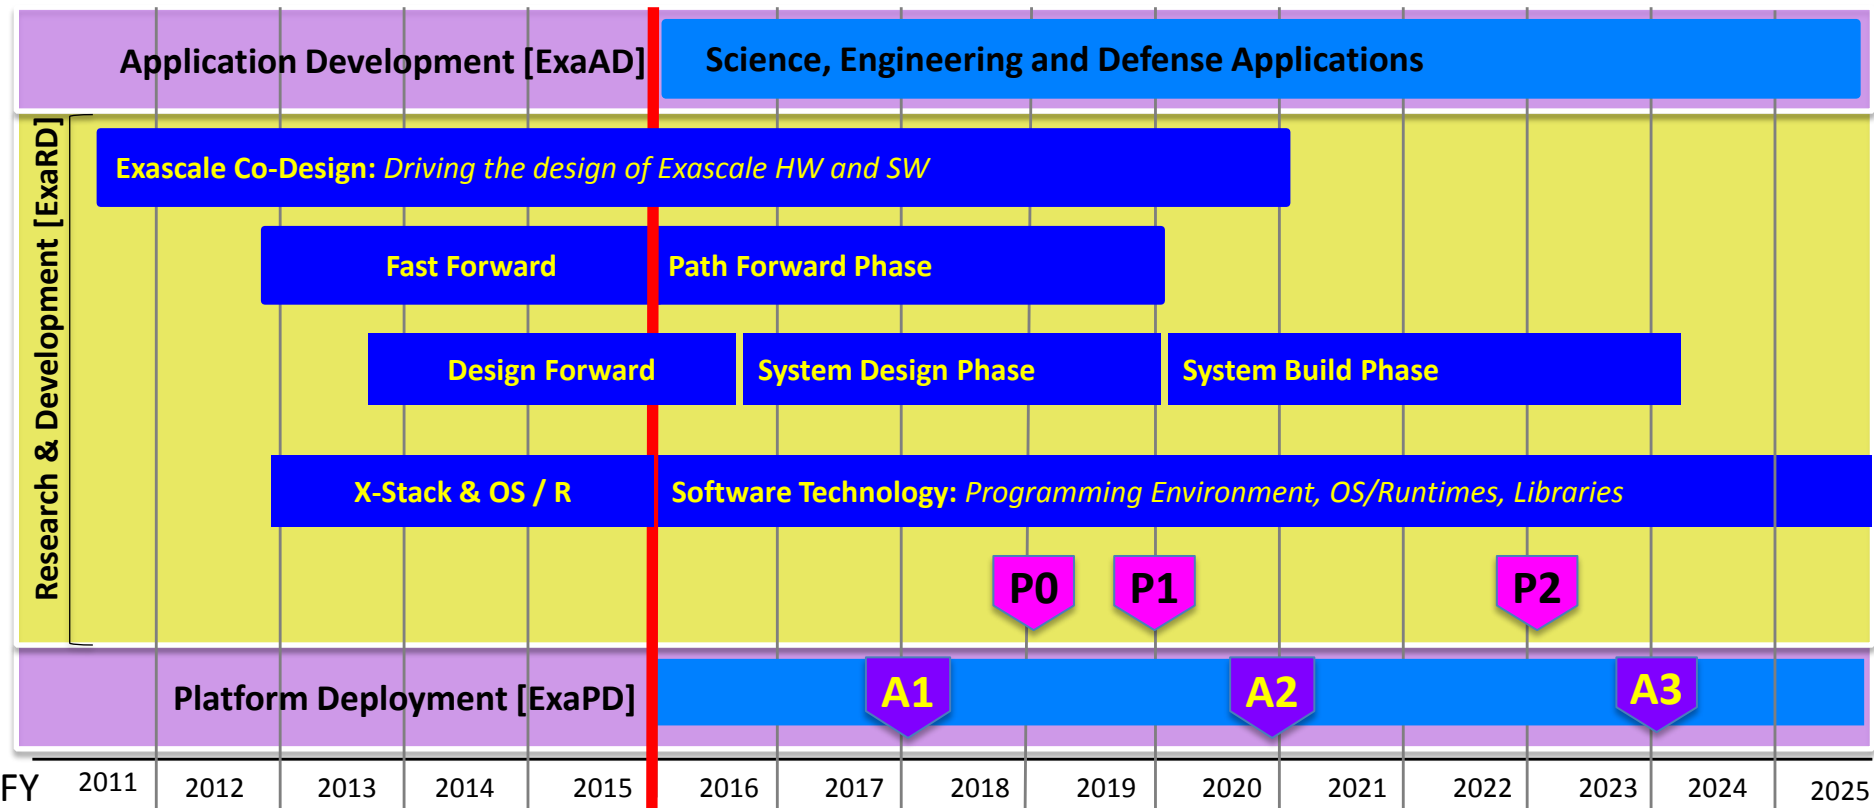 Application Development [ExaAD]
Science, Engineering and Defense Applications
Research & Development [ExaRD]
Exascale Co-Design: Driving the design of Exascale HW and SW
Fast Forward
Path Forward Phase
Design Forward
System Design Phase
System Build Phase
X-Stack & OS / R
Software Technology: Programming Environment, OS/Runtimes, Libraries
P0
P1
P2
Platform Deployment [ExaPD]
A1
A2
A3
FY
2011
2012
2013
2014
2015
2016
2017
2018
2019
2020
2021
2022
2023
2024
2025